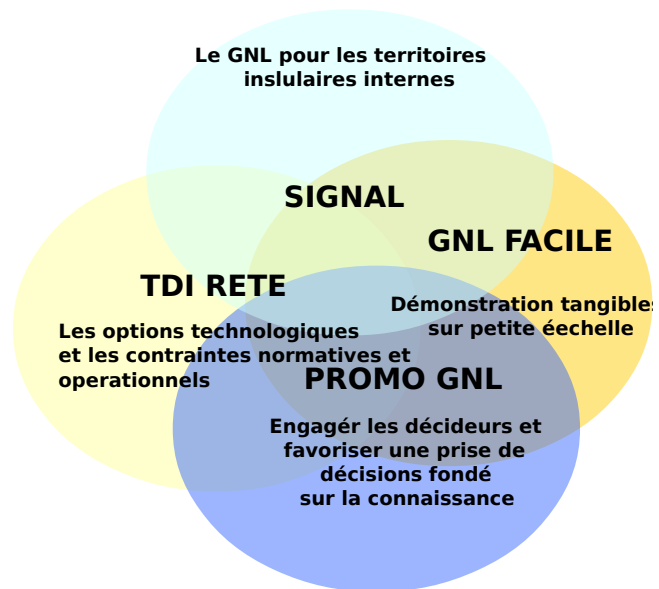 Le GNL pour les territoires
inslulaires internes
SIGNAL
GNL FACILE
Démonstration tangibles
sur petite éechelle
TDI RETE
Les options technologiques
et les contraintes normatives et
operationnels
PROMO GNL
Engagér les décideurs et
favoriser une prise de
décisions fondé
sur la connaissance